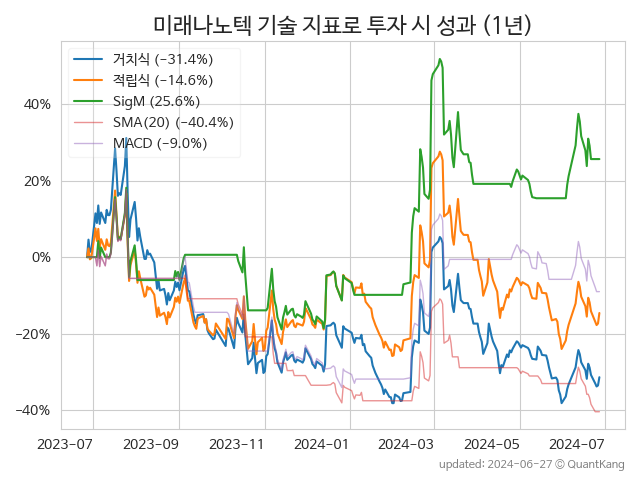 미래나노텍 기술 지표로 투자 시 성과 (1년)
거치식 (−31.4%)
적립식 (−14.6%)
SigM (25.6%)
SMA(20) (−40.4%)
MACD (−9.0%)
40%
20%
0%
−20%
−40%
2023-07 2023-09 2023-11 2024-01 2024-03 2024-05 2024-07
updated: 2024-06-27 © QuantKang